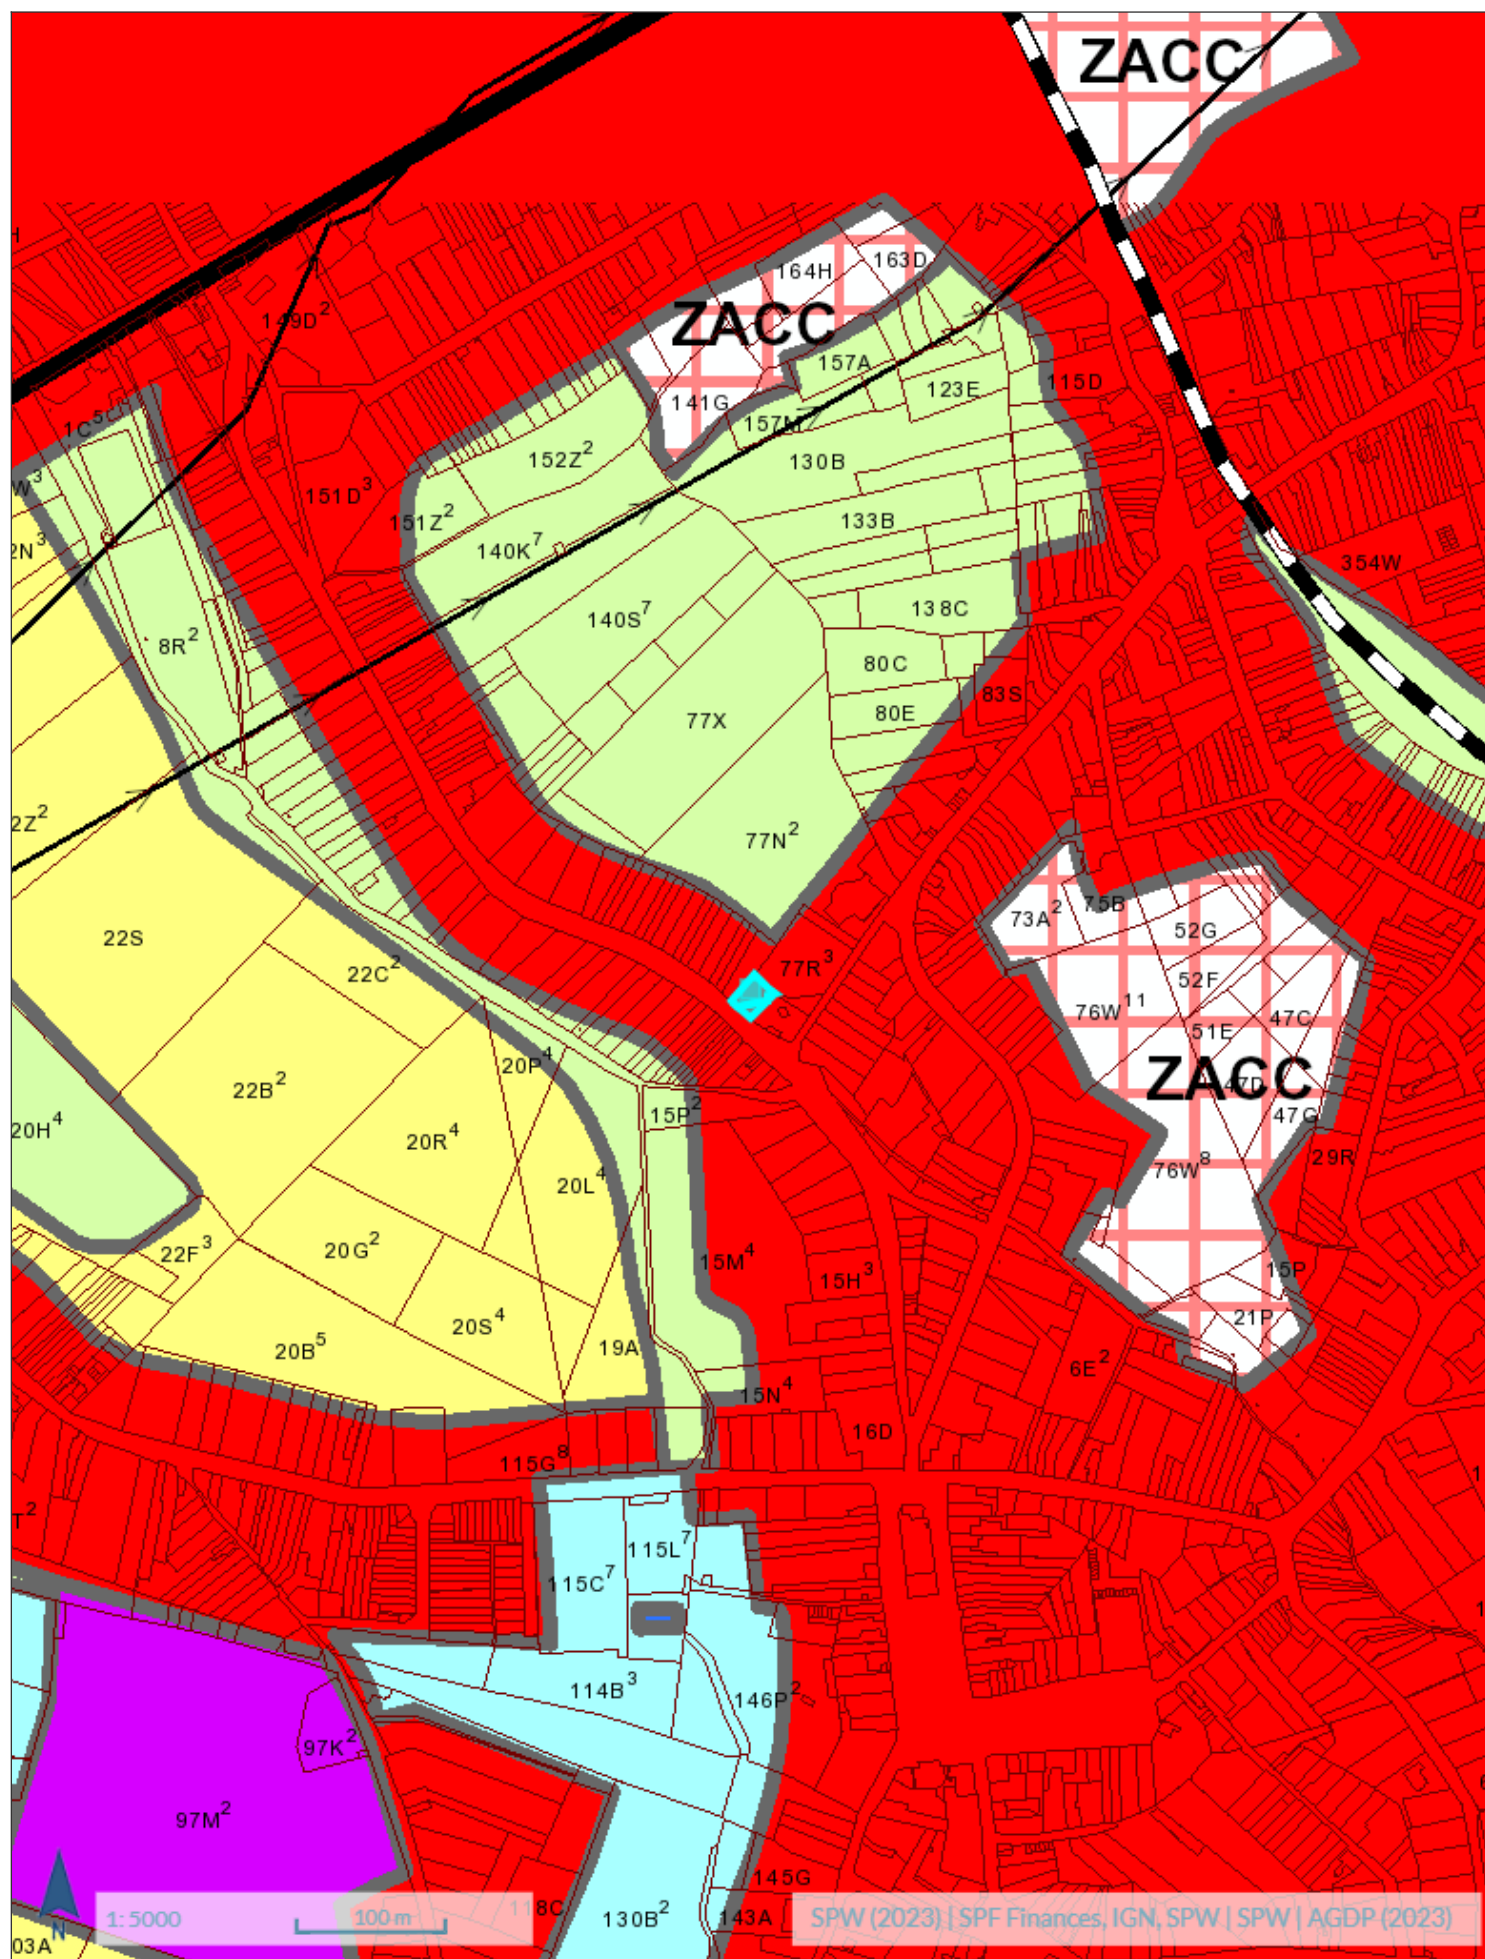 ZACC
164H
163D
149D²
ZACC
157A
115D
123E
1C⁵
141G
157M
152Z²
130B
W³
151D³
151Z²
133B
2N³
140K⁷
354W
140S⁷
138C
8R²
80C
83S
77X
80E
2Z²
77N²
75B
73A²
52G
22S
77R³
22C²
52F
76W¹¹
47C
51E
20P⁴
ZACC
47D
22B²
15P²
47G
20H⁴
20R⁴
29R
76W⁸
20L⁴
22F³
20G²
15M⁴
15H³
15P
21P
20S⁴
19A
20B⁵
6E²
15N⁴
16D
115G⁸
T²
115L⁷
115C⁷
114B³
146P²
97K²
97M²
145G
118C
130B²
143A
N
1:5000
100 m
SPW (2023) | SPF Finances, IGN, SPW | SPW | AGDP (2023)
03A